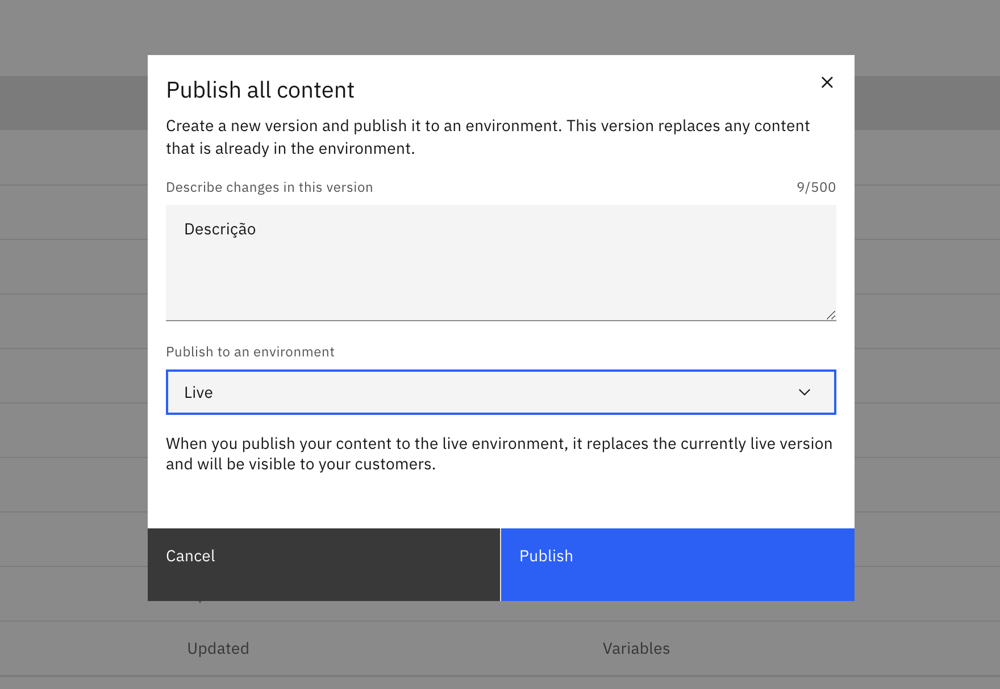 Publish all content
Create a new version and publish it to an environment. This version replaces any content
that is already in the environment.
Describe changes in this version
9/500
Descrição
Publish to an environment
Live
When you publish your content to the live environment, it replaces the currently live version
and will be visible to your customers.
Cancel
Publish
Updated
Variables